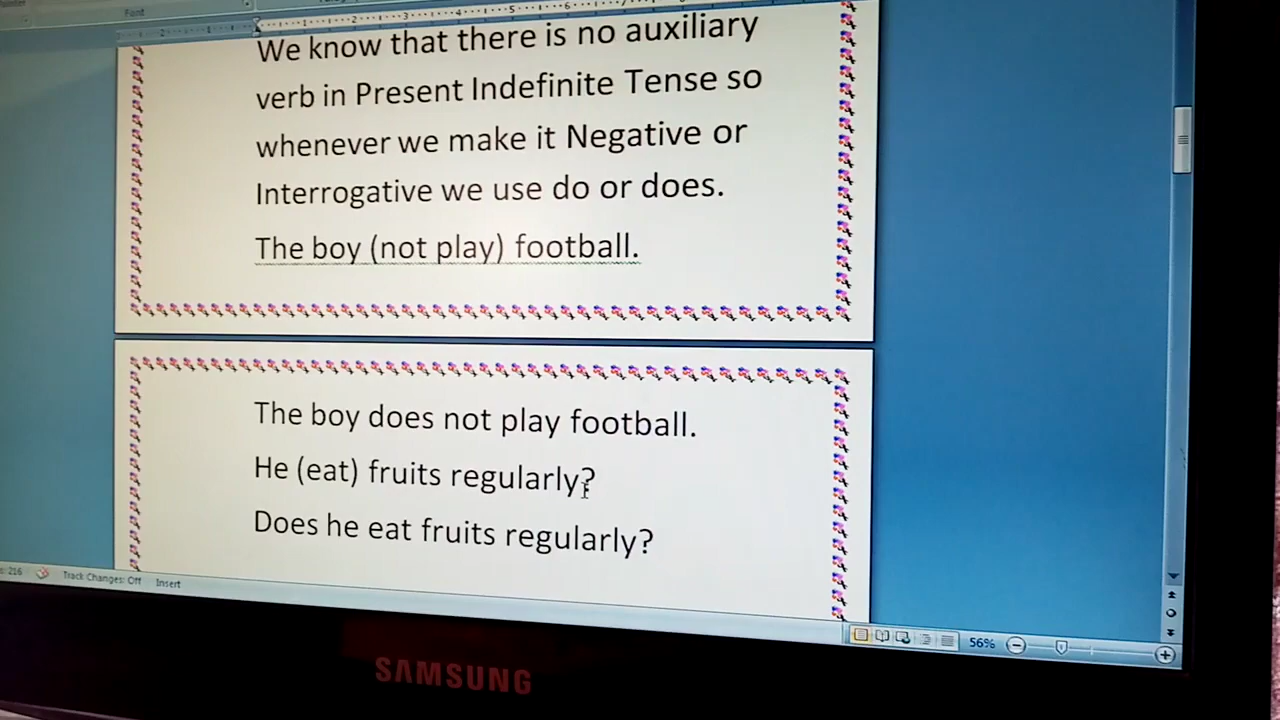 Font
We know that there is no auxiliary
verb in Present Indefinite Tense so
whenever we make it Negative or
Interrogative we use do or does.
The boy (not play) football.
The boy does not play football.
He (eat) fruits regularly?
Does he eat fruits regularly?
216 Track Changes: Off Insert
56%
SAMSUNG